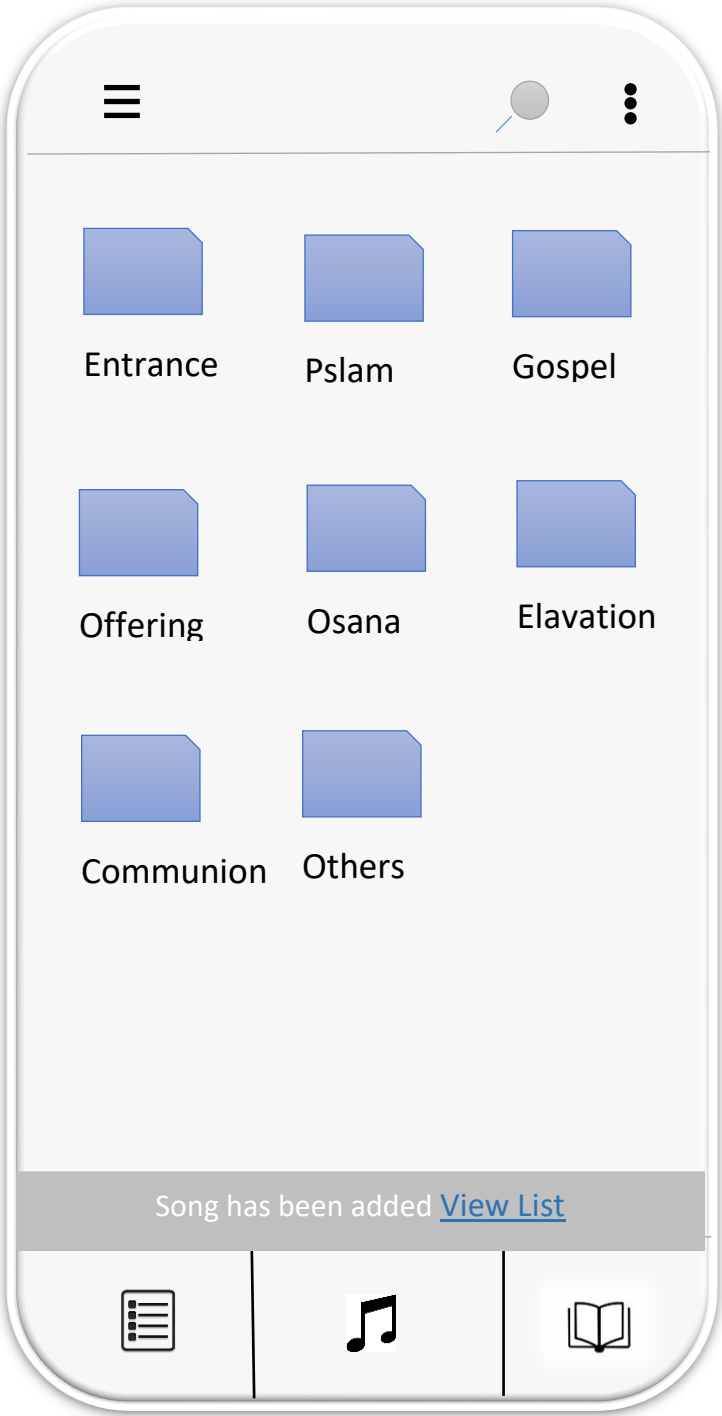 Entrance
Pslam
Gospel
Offering
Osana
Elavation
Communion
Others
Song has been added View List